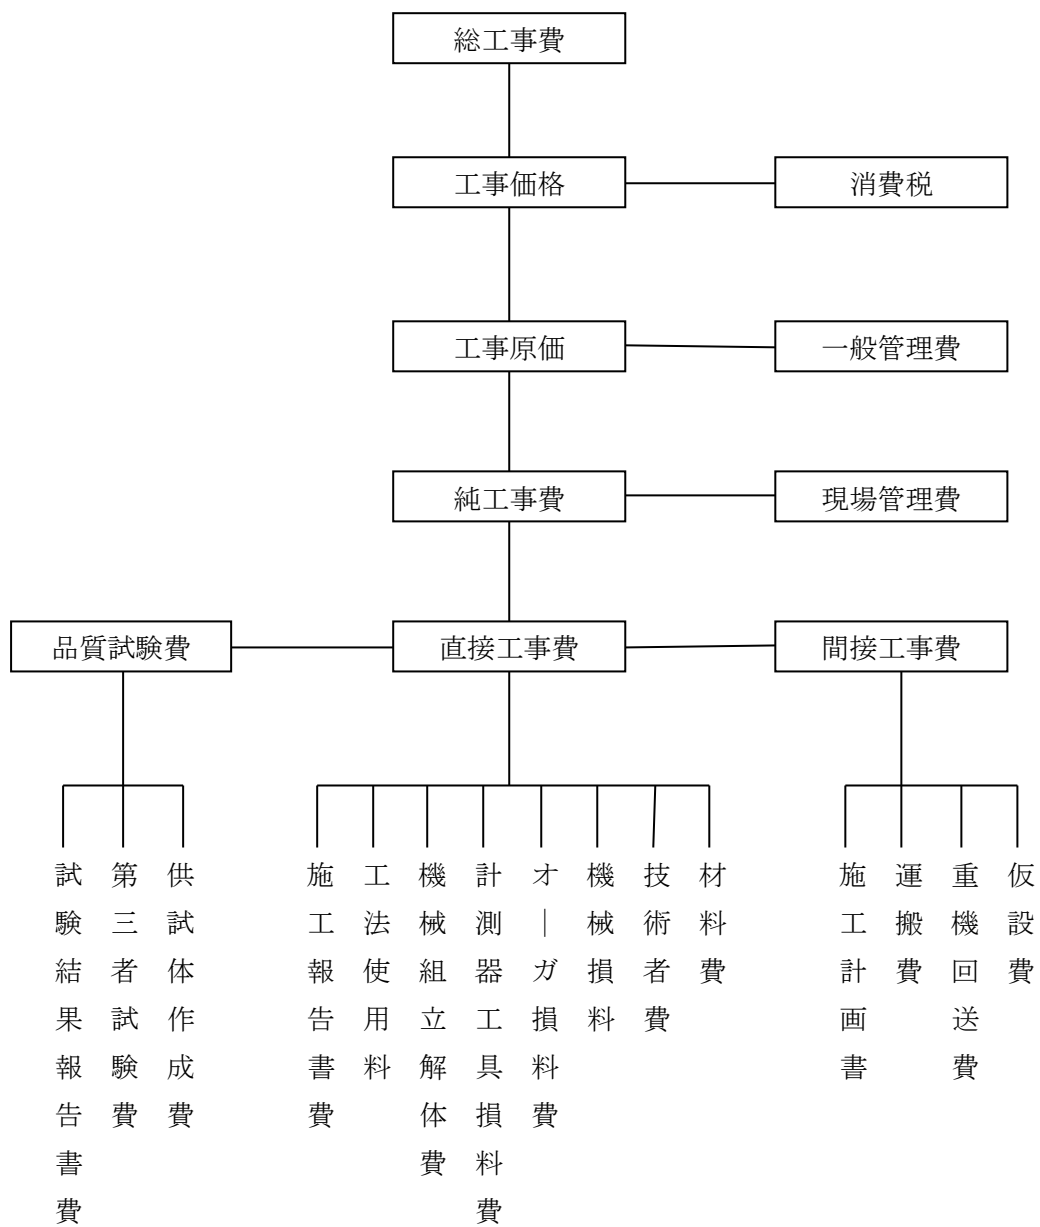 総工事費
工事価格
消費税
工事原価
一般管理費
純工事費
現場管理費
品質試験費
直接工事費
間接工事費
試験結果報告書費
第三者試験費
供試体作成費
施工報告書費
工法使用料
機械組立解体費
計測器工具損料費
オーガ損料費
機械損料
技術者費
材料費
施工計画書
運搬費
重機回送費
仮設費